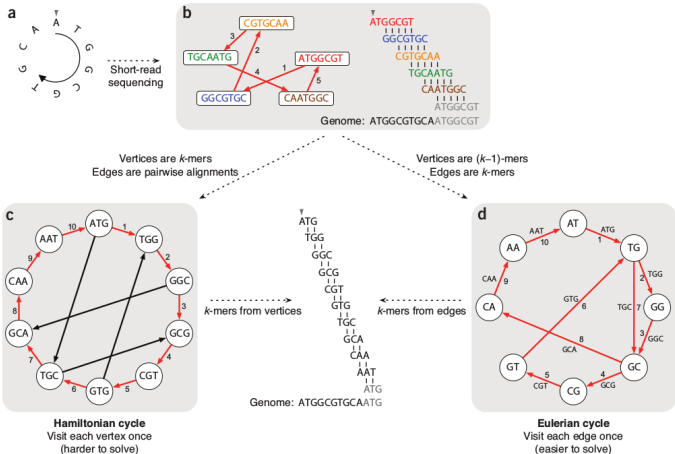 a
A T G G C G T G C A
Short-read
sequencing
b
CGTGCAA
TGCAATG
ATGGCGT
GGCGTGC
CAATGGC
1
2
3
4
5
ATGGCGT
GGCGTGC
CGTGCAA
TGCAATG
CAATGGC
ATGGCGT
Genome: ATGGCGTGCAATGGCGT
Vertices are k-mers
Edges are pairwise alignments
Vertices are (k–1)-mers
Edges are k-mers
c
ATG
TGG
GGC
GCG
CGT
GTG
TGC
GCA
CAA
AAT
1
2
3
4
5
6
7
8
9
10
Hamiltonian cycle
Visit each vertex once
(harder to solve)
k-mers from vertices
ATG
TGG
GGC
GCG
CGT
GTG
TGC
GCA
CAA
AAT
ATG
Genome: ATGGCGTGCAATG
k-mers from edges
d
AT
TG
GG
GC
CG
GT
CA
AA
ATG
1
TGG
2
GGC
3
GCG
4
CGT
5
GTG
6
TGC 7
GCA
8
CAA
9
AAT
10
Eulerian cycle
Visit each edge once
(easier to solve)